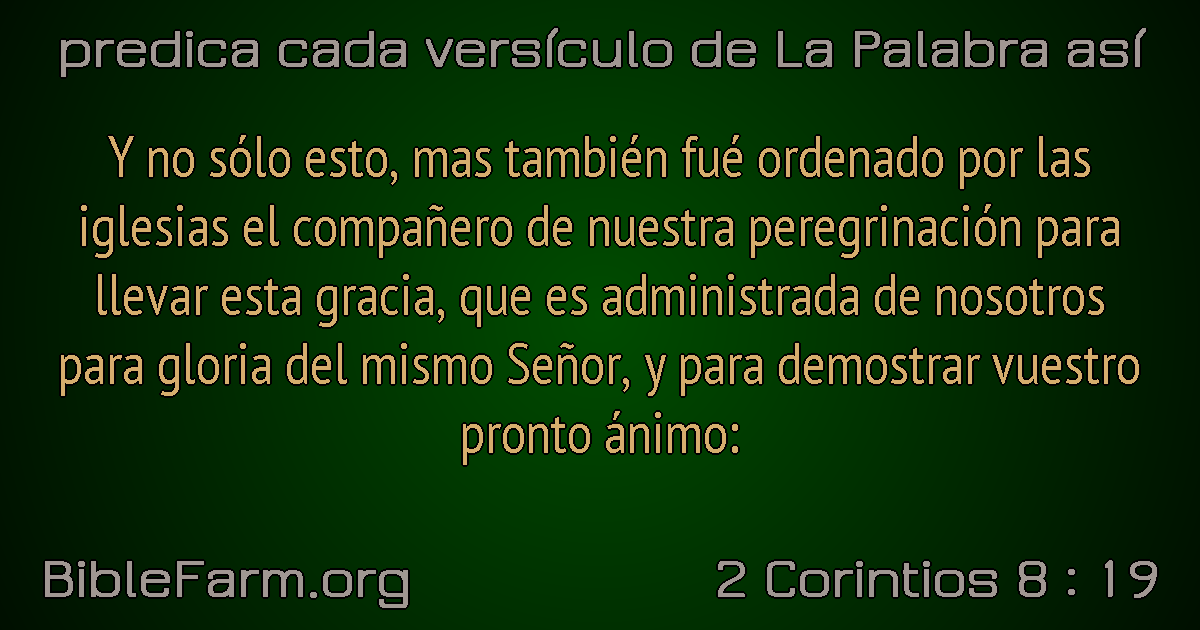 predica cada versículo de La Palabra así
Y no sólo esto, mas también fué ordenado por las
iglesias el compañero de nuestra peregrinación para
llevar esta gracia, que es administrada de nosotros
para gloria del mismo Señor, y para demostrar vuestro
pronto ánimo:
BibleFarm.org
2 Corintios 8 : 19